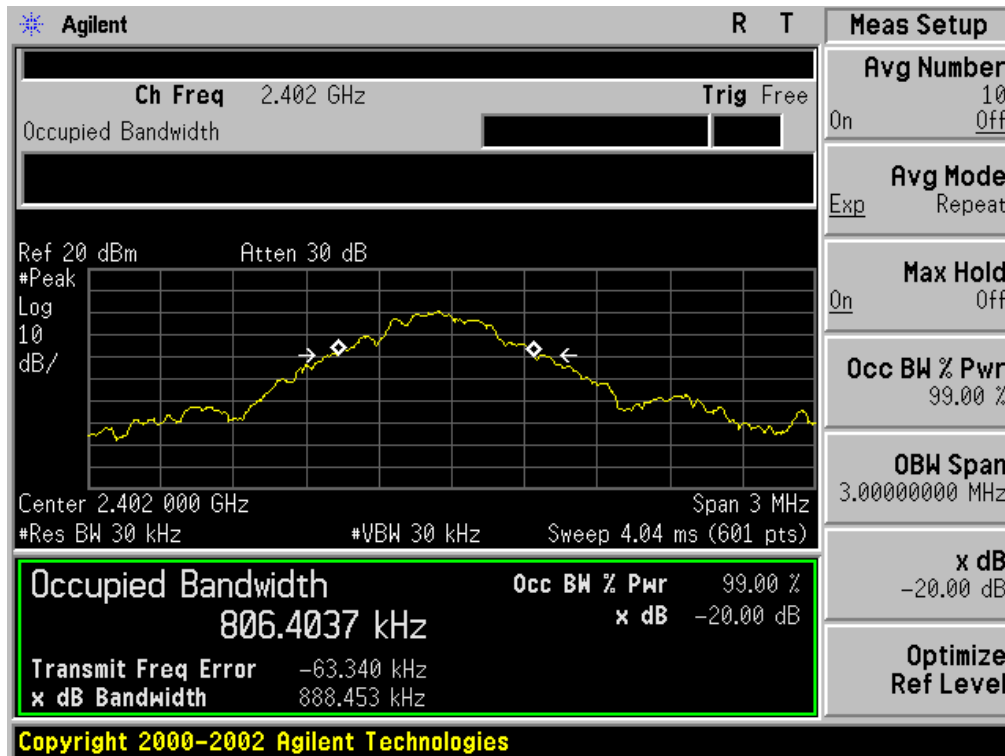 Agilent R T
Ch Freq 2.402 GHz Trig Free
Occupied Bandwidth
Ref 20 dBm Atten 30 dB
#Peak
Log
10
dB/
Center 2.402 000 GHz Span 3 MHz
#Res BW 30 kHz #VBW 30 kHz Sweep 4.04 ms (601 pts)
Occupied Bandwidth Occ BW % Pwr 99.00 %
806.4037 kHz x dB -20.00 dB
Transmit Freq Error -63.340 kHz
x dB Bandwidth 888.453 kHz
Copyright 2000-2002 Agilent Technologies
Meas Setup
Avg Number
10
On Off
Avg Mode
Exp Repeat
Max Hold
On Off
Occ BW % Pwr
99.00 %
OBW Span
3.00000000 MHz
x dB
-20.00 dB
Optimize
Ref Level